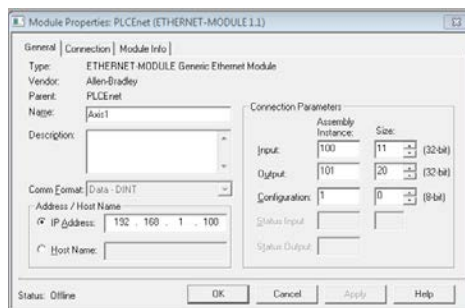 Module Properties: PLCEnet (ETHERNET-MODULE 1.1)
General Connection Module Info
Type: ETHERNET-MODULE Generic Ethernet Module
Vendor: Allen-Bradley
Parent: PLCEnet
Name: Axis1
Description:
Comm Format: Data - DINT
Address / Host Name
IP Address: 192 . 168 . 1 . 100
Host Name:
Connection Parameters
Assembly
Instance: Size:
Input: 100 11 (32-bit)
Output: 101 20 (32-bit)
Configuration: 1 0 (8-bit)
Status Input:
Status Output:
Status: Offline OK Cancel Apply Help